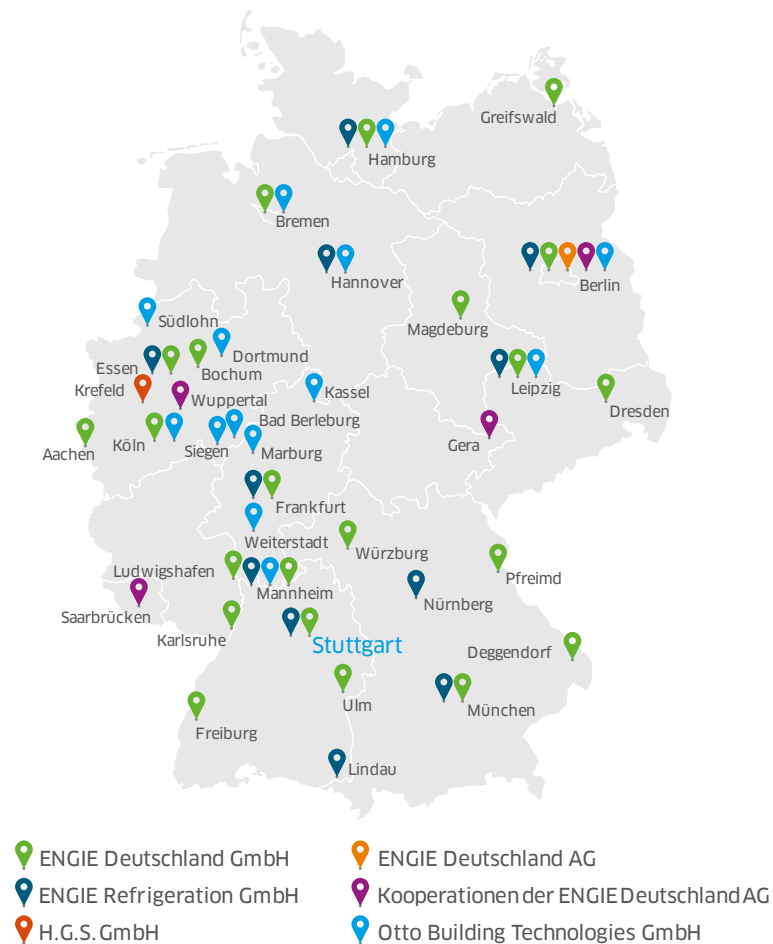 Greifswald
Hamburg
Bremen
Hannover
Berlin
Südlohn
Magdeburg
Dortmund
Essen
Bochum
Leipzig
Krefeld
Wuppertal
Kassel
Dresden
Bad Berleburg
Köln
Siegen
Gera
Aachen
Marburg
Frankfurt
Weiterstadt
Würzburg
Ludwigshafen
Pfreimd
Mannheim
Nürnberg
Saarbrücken
Karlsruhe
Stuttgart
Deggendorf
Ulm
München
Freiburg
Lindau
ENGIE Deutschland GmbH
ENGIE Deutschland AG
ENGIE Refrigeration GmbH
Kooperationen der ENGIE Deutschland AG
H.G.S. GmbH
Otto Building Technologies GmbH